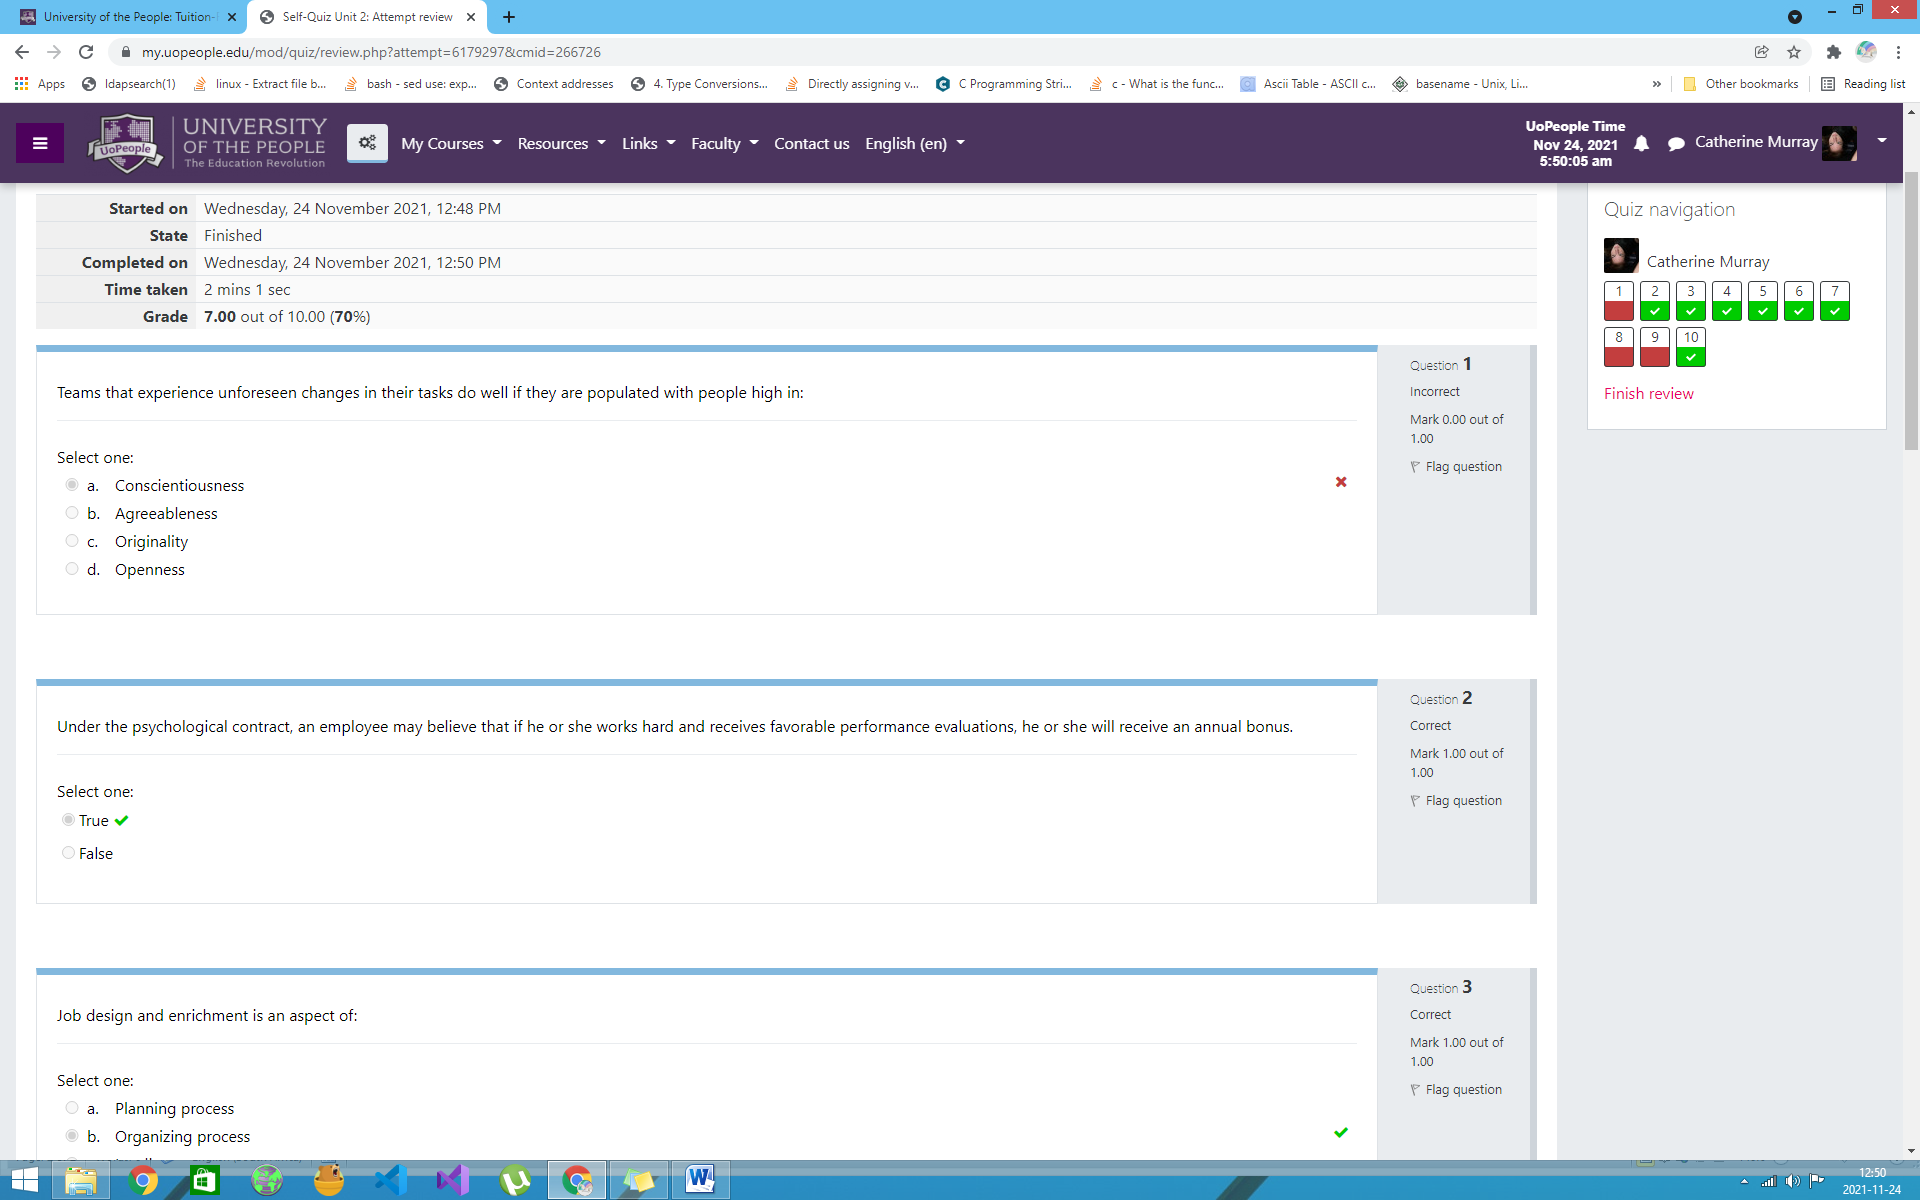 University of the People: Tuition-
Self-Quiz Unit 2: Attempt review
my.uopeople.edu/mod/quiz/review.php?attempt=6179297&cmid=266726
Apps
ldapsearch(1)
linux - Extract file b...
bash - sed use: exp...
Context addresses
4. Type Conversions...
Directly assigning v...
C Programming Stri...
c - What is the func...
Ascii Table - ASCII c...
basename - Unix, Li...
»
Other bookmarks
Reading list
UoPeople
UNIVERSITY
OF THE PEOPLE
The Education Revolution
My Courses
Resources
Links
Faculty
Contact us
English (en)
UoPeople Time
Nov 24, 2021
5:50:05 am
Catherine Murray
Started on Wednesday, 24 November 2021, 12:48 PM
State Finished
Completed on Wednesday, 24 November 2021, 12:50 PM
Time taken 2 mins 1 sec
Grade 7.00 out of 10.00 (70%)
Quiz navigation
Catherine Murray
1 2 3 4 5 6 7
8 9 10
Finish review
Question 1
Incorrect
Mark 0.00 out of
1.00
Flag question
Teams that experience unforeseen changes in their tasks do well if they are populated with people high in:
Select one:
a. Conscientiousness
b. Agreeableness
c. Originality
d. Openness
Question 2
Correct
Mark 1.00 out of
1.00
Flag question
Under the psychological contract, an employee may believe that if he or she works hard and receives favorable performance evaluations, he or she will receive an annual bonus.
Select one:
True
False
Question 3
Correct
Mark 1.00 out of
1.00
Flag question
Job design and enrichment is an aspect of:
Select one:
a. Planning process
b. Organizing process
12:50
2021-11-24